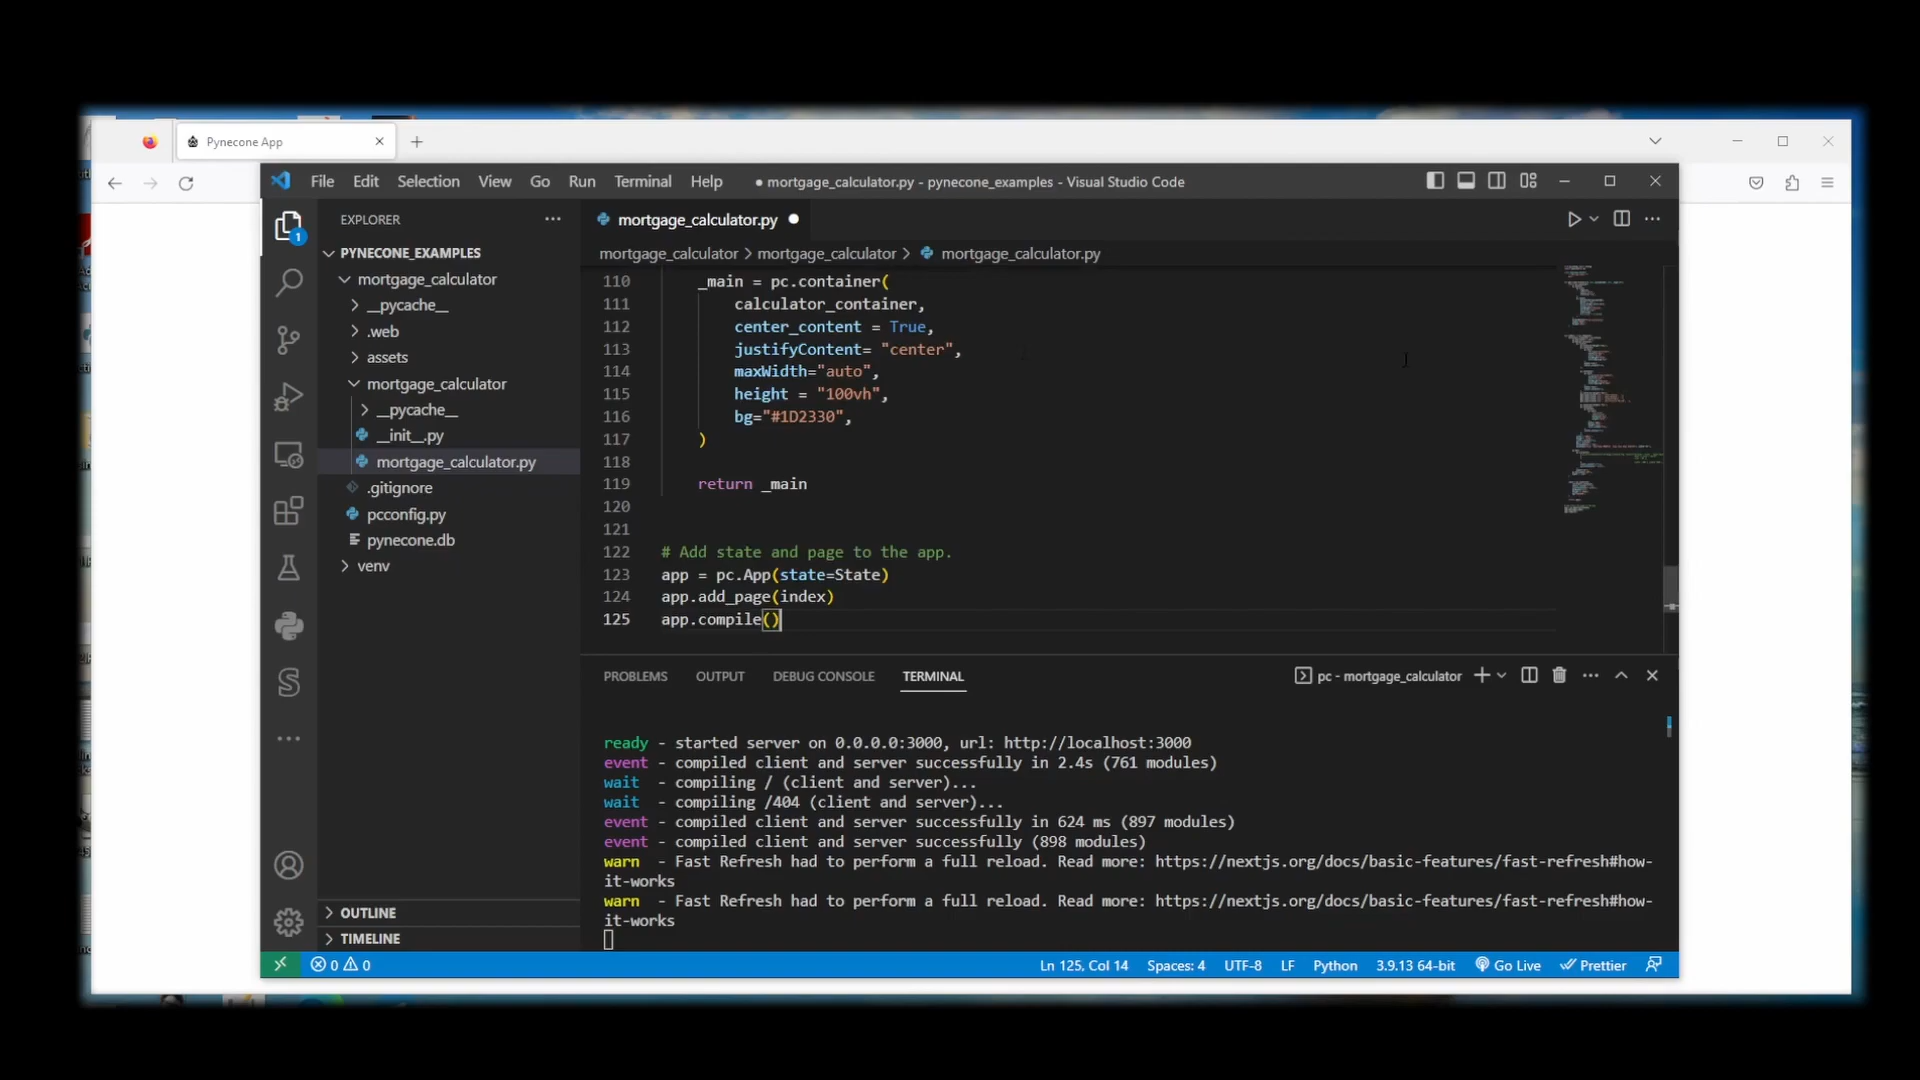 Pynecone App
File Edit Selection View Go Run Terminal Help
● mortgage_calculator.py - pynecone_examples - Visual Studio Code
EXPLORER
mortgage_calculator.py
PYNECONE_EXAMPLES
mortgage_calculator > mortgage_calculator > mortgage_calculator.py
mortgage_calculator
__pycache__
.web
assets
mortgage_calculator
__pycache__
__init__.py
mortgage_calculator.py
.gitignore
pcconfig.py
pynecone.db
venv
OUTLINE
TIMELINE
1
110 _main = pc.container(
111 calculator_container,
112 center_content = True,
113 justifyContent= "center",
114 maxWidth="auto",
115 height = "100vh",
116 bg="#1D2330",
117 )
118
119 return _main
120
121
122 # Add state and page to the app.
123 app = pc.App(state=State)
124 app.add_page(index)
125 app.compile()
PROBLEMS OUTPUT DEBUG CONSOLE TERMINAL
pc - mortgage_calculator
ready - started server on 0.0.0.0:3000, url: http://localhost:3000
event - compiled client and server successfully in 2.4s (761 modules)
wait - compiling / (client and server)...
wait - compiling /404 (client and server)...
event - compiled client and server successfully in 624 ms (897 modules)
event - compiled client and server successfully (898 modules)
warn - Fast Refresh had to perform a full reload. Read more: https://nextjs.org/docs/basic-features/fast-refresh#how-
it-works
warn - Fast Refresh had to perform a full reload. Read more: https://nextjs.org/docs/basic-features/fast-refresh#how-
it-works
0 0 Ln 125, Col 14 Spaces: 4 UTF-8 LF Python 3.9.13 64-bit Go Live Prettier